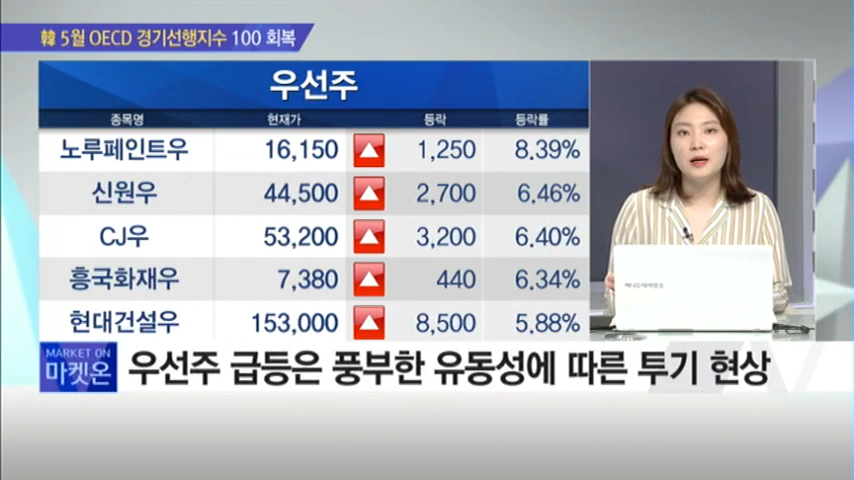 韓 5월 OECD 경기선행지수 100 회복
우선주
종목명 현재가 등락 등락률
노루페인트우 16,150 ▲ 1,250 8.39%
신원우 44,500 ▲ 2,700 6.46%
CJ우 53,200 ▲ 3,200 6.40%
흥국화재우 7,380 ▲ 440 6.34%
현대건설우 153,000 ▲ 8,500 5.88%
MARKET ON
마켓온
우선주 급등은 풍부한 유동성에 따른 투기 현상